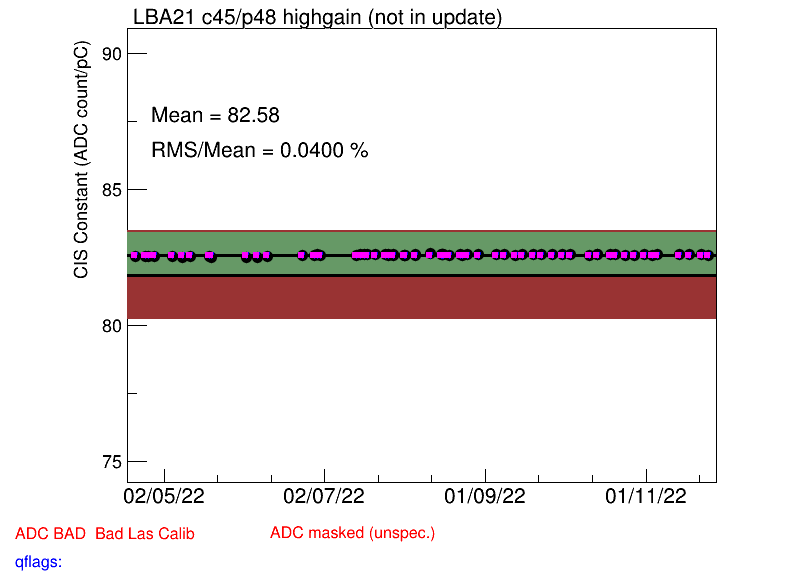 LBA21 c45/p48 highgain (not in update)
CIS Constant (ADC count/pC)
90
85
80
75
Mean = 82.58
RMS/Mean = 0.0400 %
02/05/22 02/07/22 01/09/22 01/11/22
ADC BAD  Bad Las Calib ADC masked (unspec.)
qflags: